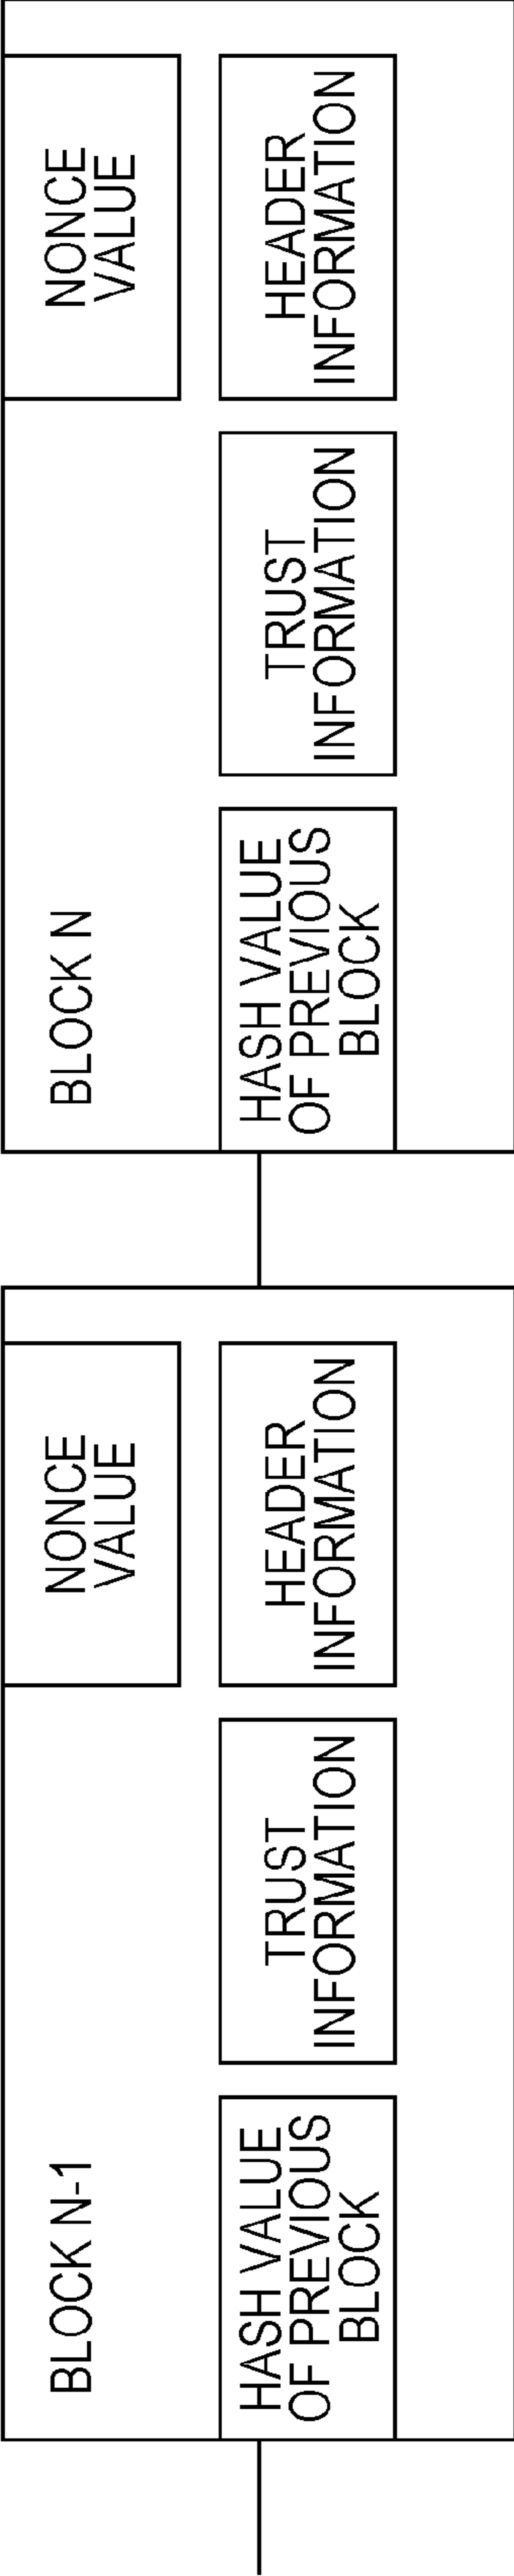 BLOCK N-1
NONCE
VALUE
HASH VALUE
OF PREVIOUS
BLOCK
TRUST
INFORMATION
HEADER
INFORMATION
BLOCK N
NONCE
VALUE
HASH VALUE
OF PREVIOUS
BLOCK
TRUST
INFORMATION
HEADER
INFORMATION